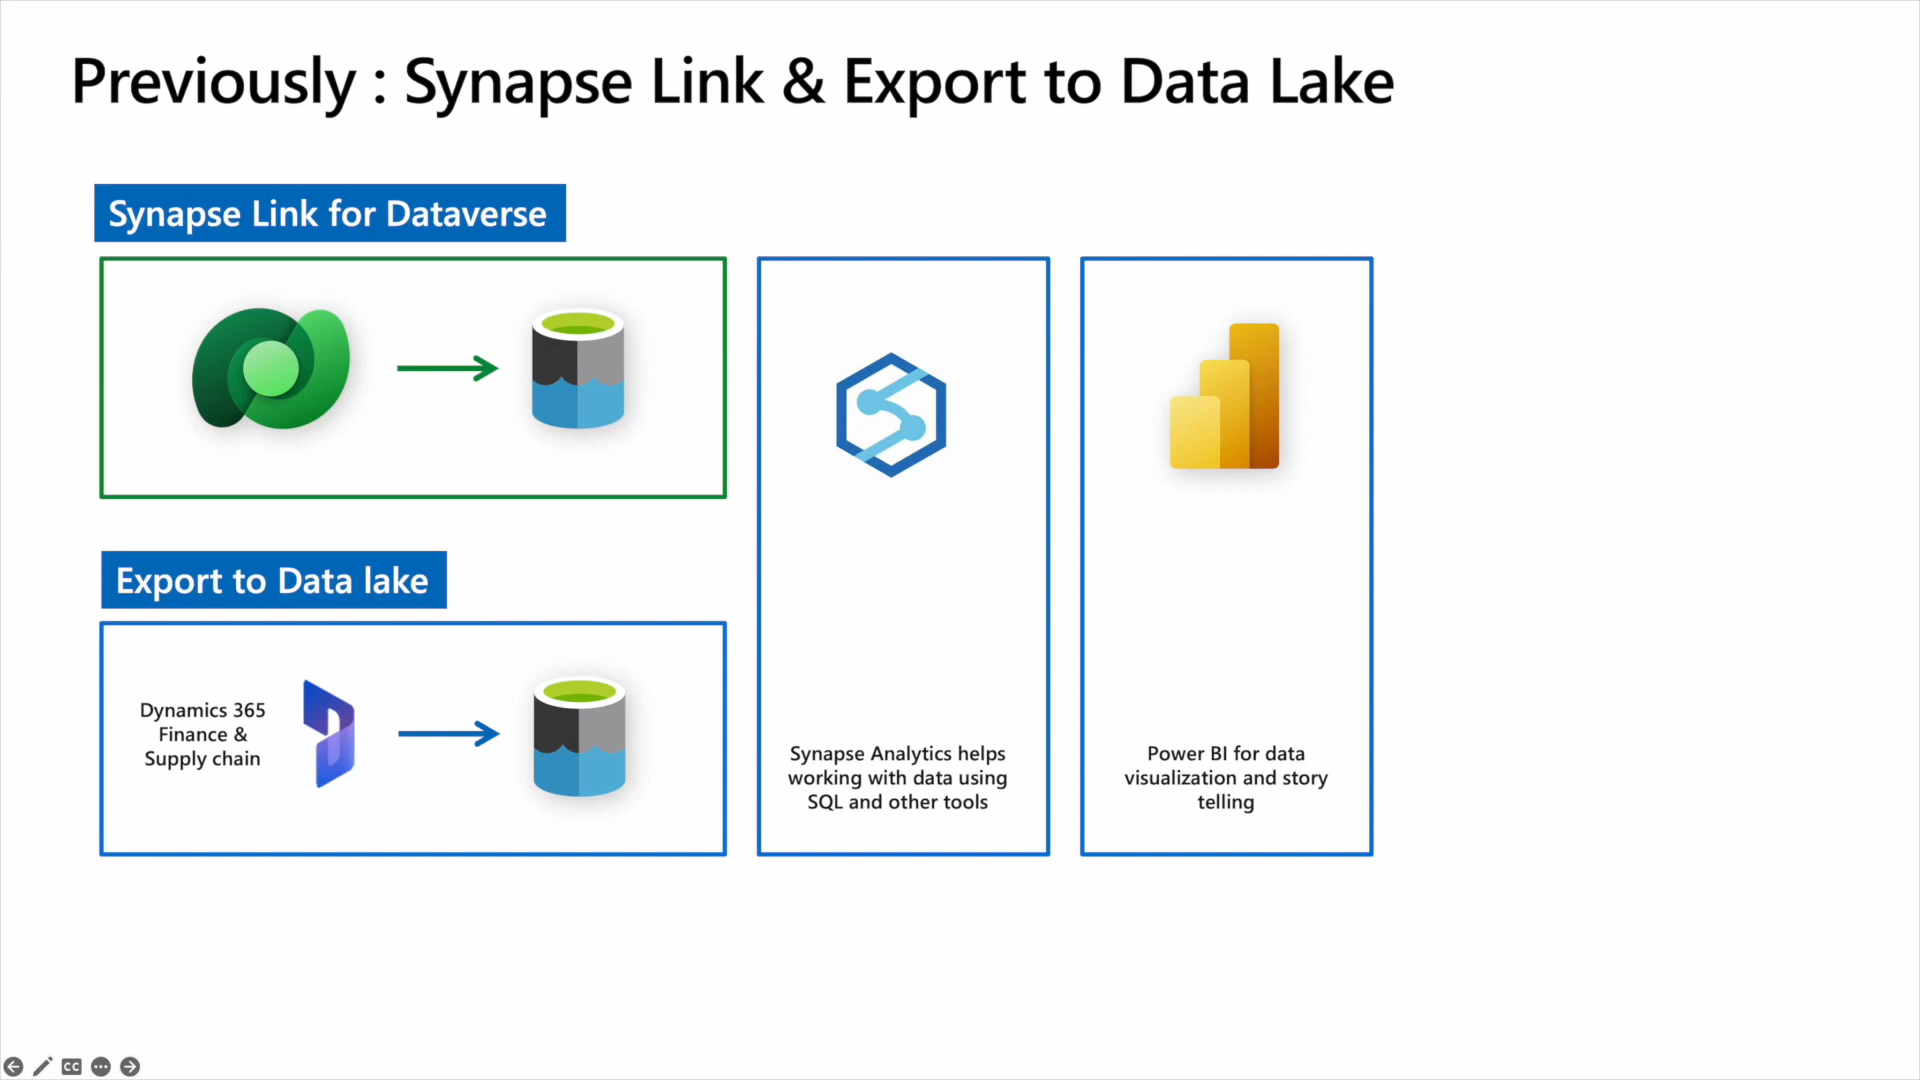 Previously : Synapse Link & Export to Data Lake
Synapse Link for Dataverse
Export to Data lake
Dynamics 365
Finance &
Supply chain
Synapse Analytics helps
working with data using
SQL and other tools
Power BI for data
visualization and story
telling
CC